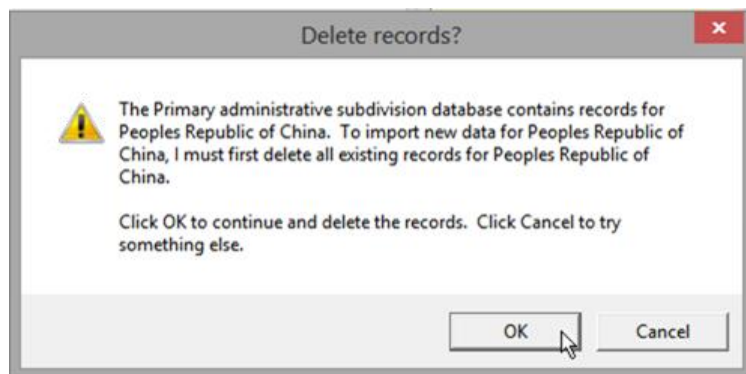 Delete records?
The Primary administrative subdivision database contains records for
Peoples Republic of China.  To import new data for Peoples Republic of
China, I must first delete all existing records for Peoples Republic of
China.
Click OK to continue and delete the records.  Click Cancel to try
something else.
OK
Cancel